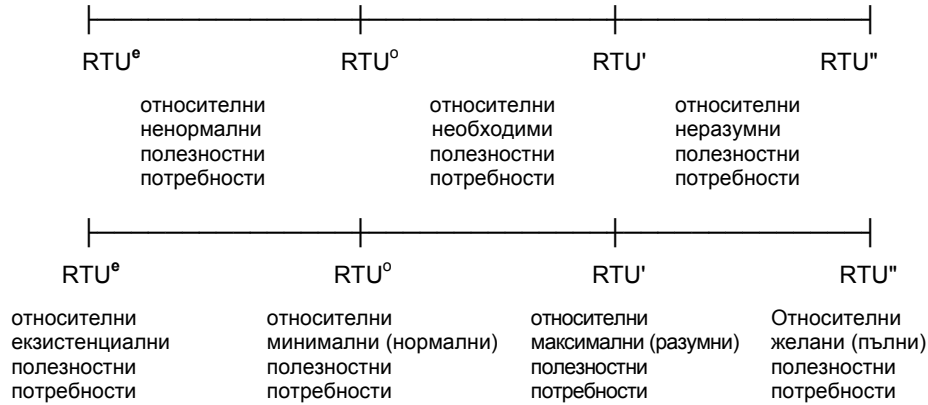 RTUᵉ RTUᵒ RTU' RTU"
относителни
ненормални
полезностни
потребности
относителни
необходими
полезностни
потребности
относителни
неразумни
полезностни
потребности
RTUᵉ RTUᵒ RTU' RTU"
относителни
екзистенциални
полезностни
потребности
относителни
минимални (нормални)
полезностни
потребности
относителни
максимални (разумни)
полезностни
потребности
Относителни
желани (пълни)
полезностни
потребности